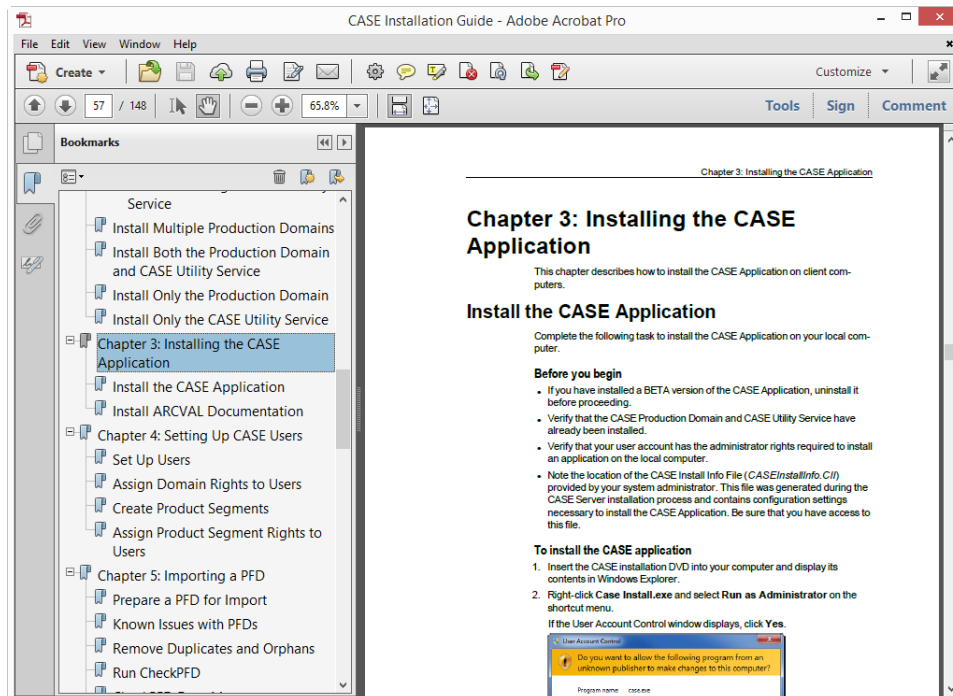 CASE Installation Guide - Adobe Acrobat Pro
File Edit View Window Help
Create
Customize
57 / 148
65.8%
Tools
Sign
Comment
Bookmarks
Service
Install Multiple Production Domains
Install Both the Production Domain
and CASE Utility Service
Install Only the Production Domain
Install Only the CASE Utility Service
Chapter 3: Installing the CASE
Application
Install the CASE Application
Install ARCVAL Documentation
Chapter 4: Setting Up CASE Users
Set Up Users
Assign Domain Rights to Users
Create Product Segments
Assign Product Segment Rights to
Users
Chapter 5: Importing a PFD
Prepare a PFD for Import
Known Issues with PFDs
Remove Duplicates and Orphans
Run CheckPFD
Chapter 3: Installing the CASE Application
Chapter 3: Installing the CASE
Application
This chapter describes how to install the CASE Application on client com-
puters.
Install the CASE Application
Complete the following task to install the CASE Application on your local com-
puter.
Before you begin
• If you have installed a BETA version of the CASE Application, uninstall it
before proceeding.
• Verify that the CASE Production Domain and CASE Utility Service have
already been installed.
• Verify that your user account has the administrator rights required to install
an application on the local computer.
• Note the location of the CASE Install Info File (CASEInstallInfo.CII)
provided by your system administrator. This file was generated during the
CASE Server installation process and contains configuration settings
necessary to install the CASE Application. Be sure that you have access to
this file.
To install the CASE application
1. Insert the CASE installation DVD into your computer and display its
contents in Windows Explorer.
2. Right-click Case Install.exe and select Run as Administrator on the
shortcut menu.
If the User Account Control window displays, click Yes.
User Account Control
Do you want to allow the following program from an
unknown publisher to make changes to this computer?
Program name: case.exe